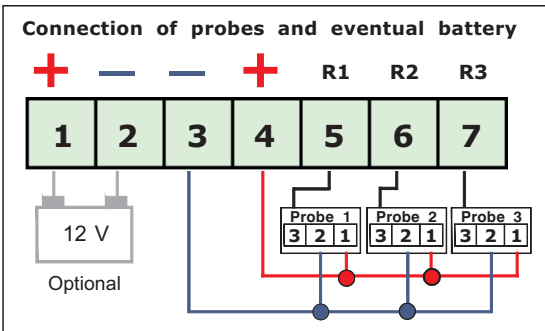 Connection of probes and eventual battery
+ — — + R1 R2 R3
1 2 3 4 5 6 7
Probe 1 Probe 2 Probe 3
3 2 1 3 2 1 3 2 1
12 V
Optional